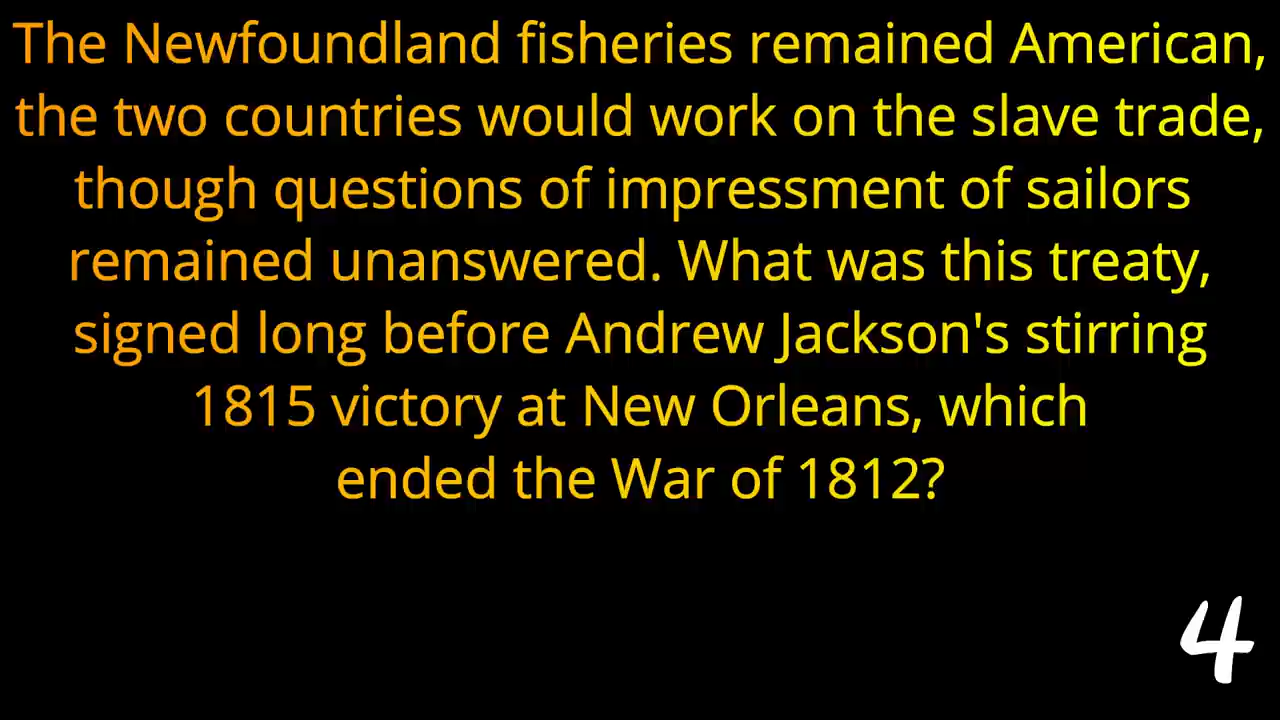 The Newfoundland fisheries remained American,
the two countries would work on the slave trade,
though questions of impressment of sailors
remained unanswered. What was this treaty,
signed long before Andrew Jackson's stirring
1815 victory at New Orleans, which
ended the War of 1812?
4